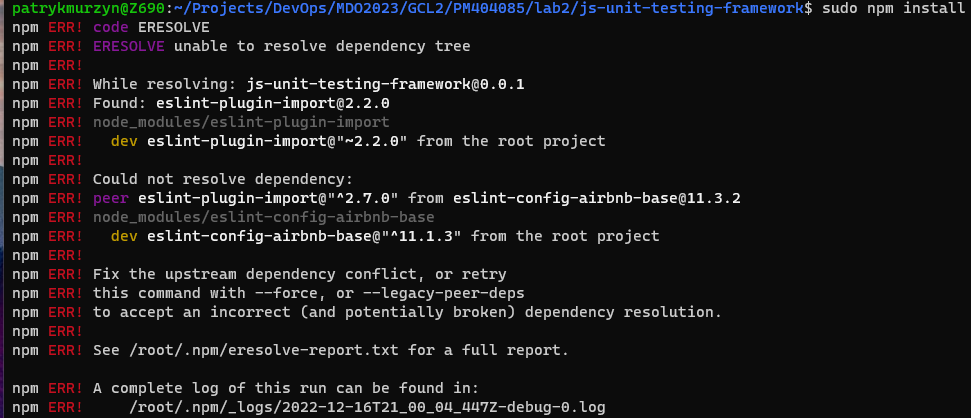 patrykmurzyn@Z690:~/Projects/DevOps/MDO2023/GCL2/PM404085/lab2/js-unit-testing-framework$ sudo npm install
npm ERR! code ERESOLVE
npm ERR! ERESOLVE unable to resolve dependency tree
npm ERR!
npm ERR! While resolving: js-unit-testing-framework@0.0.1
npm ERR! Found: eslint-plugin-import@2.2.0
npm ERR! node_modules/eslint-plugin-import
npm ERR!   dev eslint-plugin-import@"~2.2.0" from the root project
npm ERR!
npm ERR! Could not resolve dependency:
npm ERR! peer eslint-plugin-import@"^2.7.0" from eslint-config-airbnb-base@11.3.2
npm ERR! node_modules/eslint-config-airbnb-base
npm ERR!   dev eslint-config-airbnb-base@"^11.1.3" from the root project
npm ERR!
npm ERR! Fix the upstream dependency conflict, or retry
npm ERR! this command with --force, or --legacy-peer-deps
npm ERR! to accept an incorrect (and potentially broken) dependency resolution.
npm ERR!
npm ERR! See /root/.npm/eresolve-report.txt for a full report.

npm ERR! A complete log of this run can be found in:
npm ERR!     /root/.npm/_logs/2022-12-16T21_00_04_447Z-debug-0.log